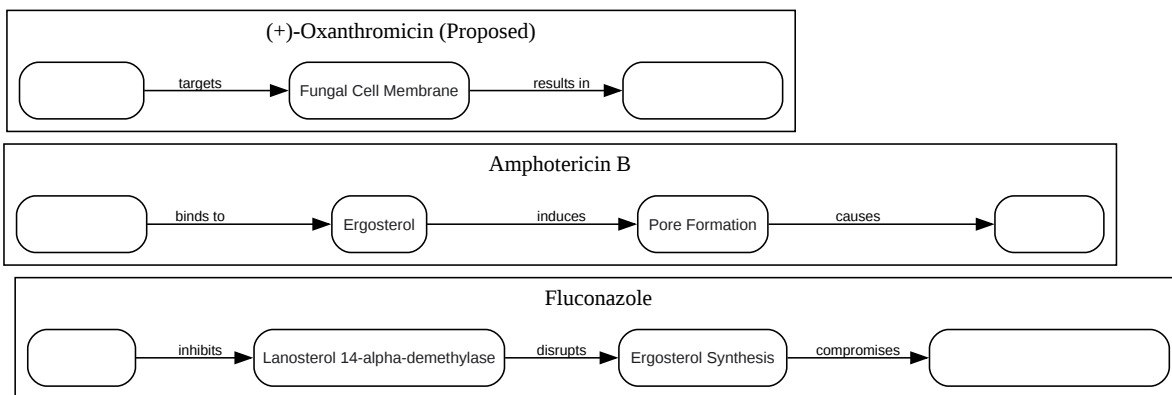 (+)-Oxanthromicin (Proposed)
targets
Fungal Cell Membrane
results in
Amphotericin B
binds to
Ergosterol
induces
Pore Formation
causes
Fluconazole
inhibits
Lanosterol 14-alpha-demethylase
disrupts
Ergosterol Synthesis
compromises